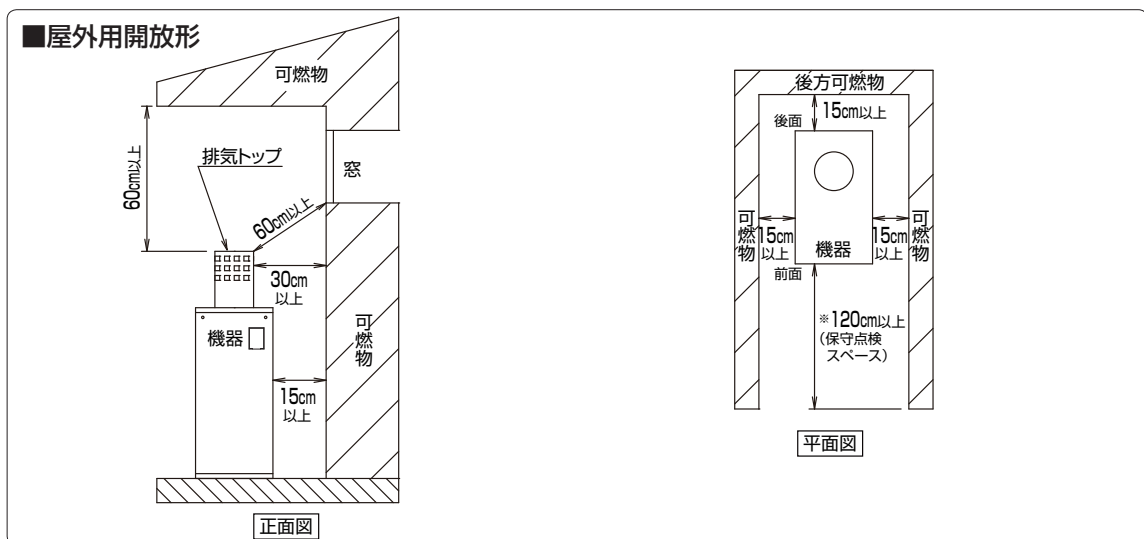 ■屋外用開放形
可燃物
60cm以上
排気トップ
窓
60cm以上
30cm
以上
機器
可燃物
15cm
以上
正面図
後方可燃物
後面
15cm以上
可燃物
15cm
以上
機器
15cm
以上
可燃物
前面
※120cm以上
(保守点検
スペース)
平面図